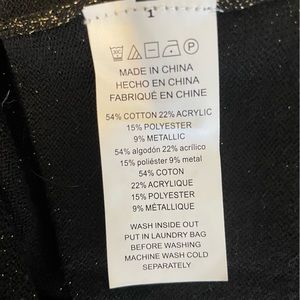 1
MADE IN CHINA
HECHO EN CHINA
FABRIQUÉ EN CHINE
54% COTTON 22% ACRYLIC
15% POLYESTER
9% METALLIC
54% algodón 22% acrílico
15% poliéster 9% metal
54% COTON
22% ACRYLIQUE
15% POLYESTER
9% MÉTALLIQUE
WASH INSIDE OUT
PUT IN LAUNDRY BAG
BEFORE WASHING
MACHINE WASH COLD
SEPARATELY